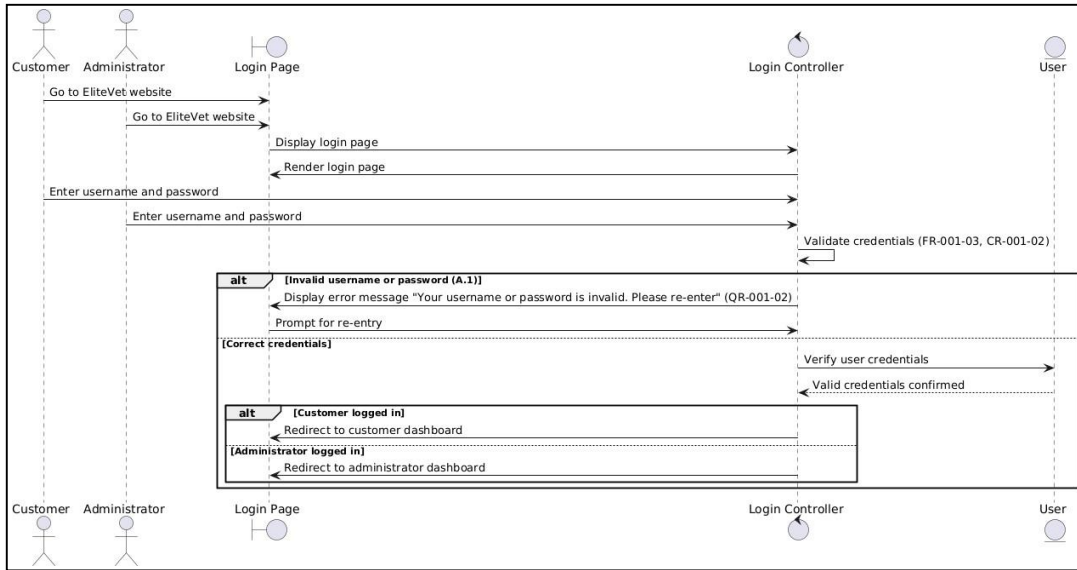 Customer Administrator Login Page Login Controller User
Go to EliteVet website
Go to EliteVet website
Display login page
Render login page
Enter username and password
Enter username and password
Validate credentials (FR-001-03, CR-001-02)
alt [Invalid username or password (A.1)]
Display error message "Your username or password is invalid. Please re-enter" (QR-001-02)
Prompt for re-entry
[Correct credentials]
Verify user credentials
Valid credentials confirmed
alt [Customer logged in]
Redirect to customer dashboard
[Administrator logged in]
Redirect to administrator dashboard
Customer Administrator Login Page Login Controller User